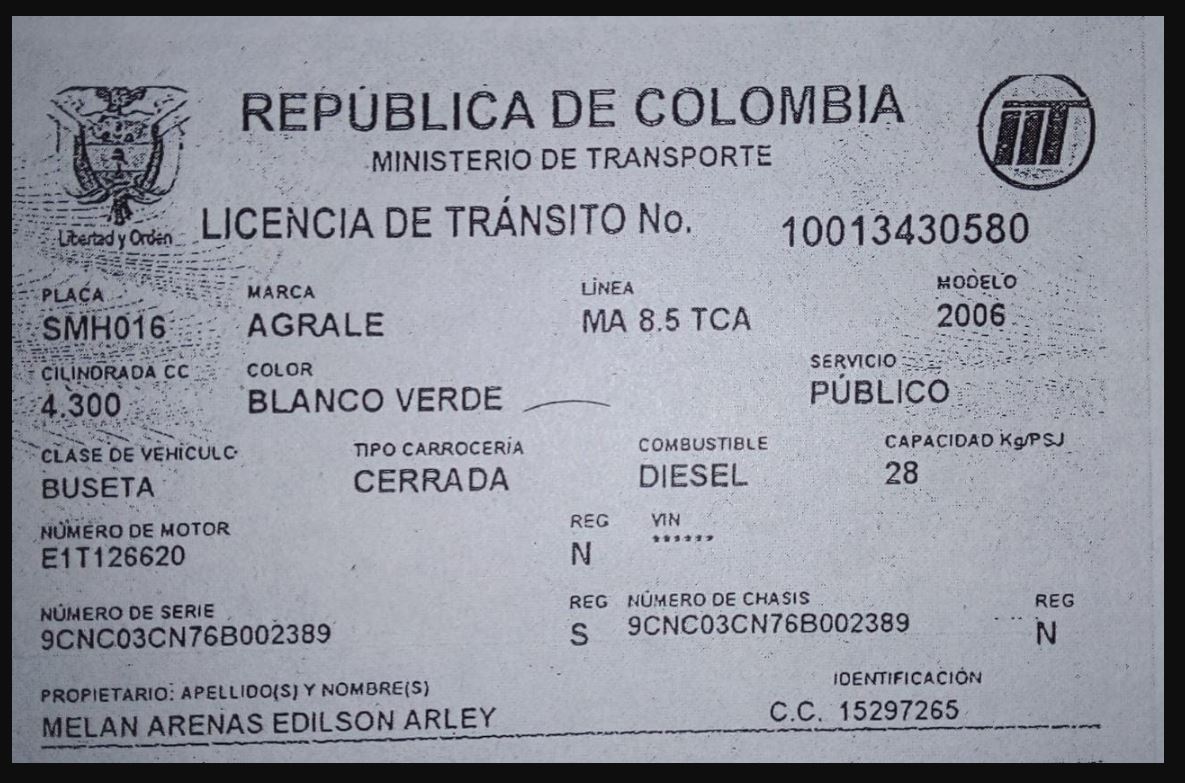 REPÚBLICA DE COLOMBIA
MINISTERIO DE TRANSPORTE
Libertad y Orden
LICENCIA DE TRÁNSITO No. 10013430580
PLACA MARCA LÍNEA MODELO
SMH016 AGRALE MA 8.5 TCA 2006
CILINDRADA CC COLOR SERVICIO
4.300 BLANCO VERDE PÚBLICO
CLASE DE VEHÍCULO TIPO CARROCERÍA COMBUSTIBLE CAPACIDAD Kg/PSJ
BUSETA CERRADA DIESEL 28
NÚMERO DE MOTOR REG VIN
E1T126620 N ******
NÚMERO DE SERIE REG NÚMERO DE CHASIS REG
9CNC03CN76B002389 S 9CNC03CN76B002389 N
PROPIETARIO: APELLIDO(S) Y NOMBRE(S) IDENTIFICACIÓN
MELAN ARENAS EDILSON ARLEY C.C. 15297265